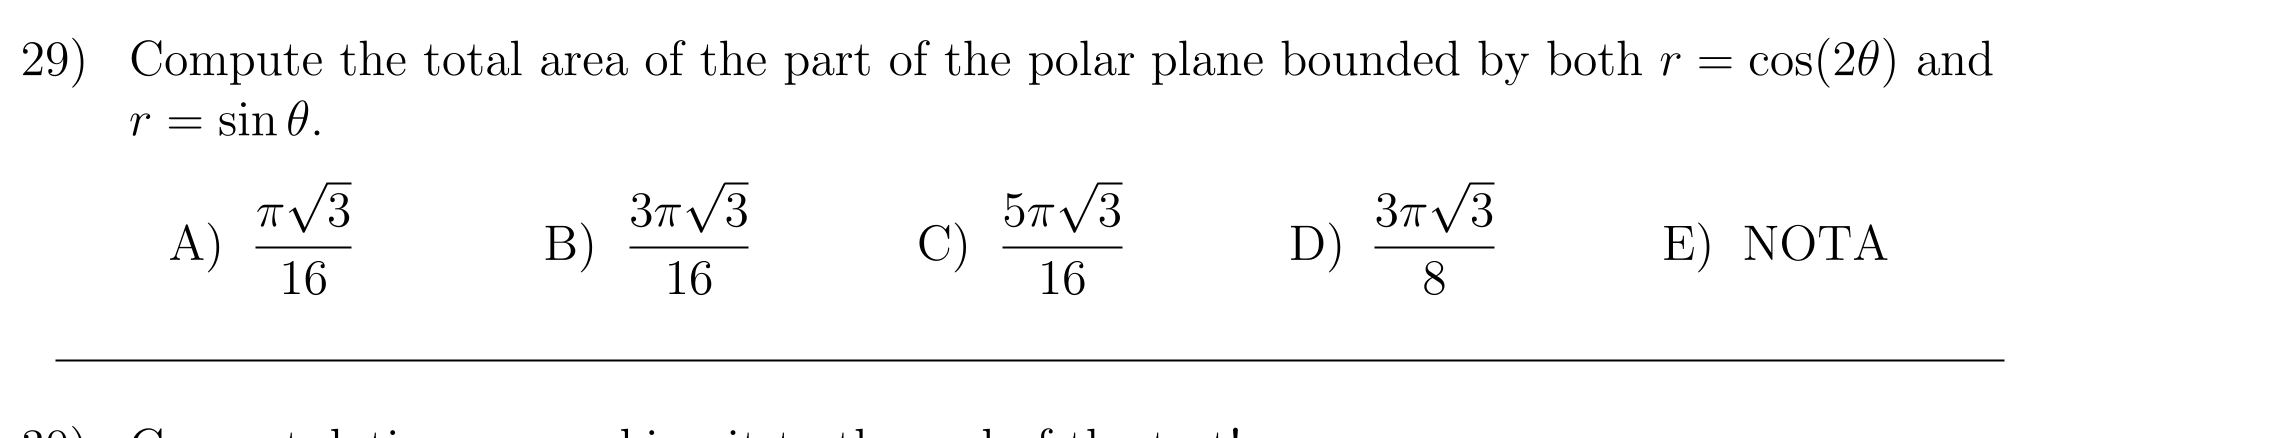 29) Compute the total area of the part of the polar plane bounded by both r = cos(2θ) and
r = sin θ.
A) π√3/16 B) 3π√3/16 C) 5π√3/16 D) 3π√3/8 E) NOTA